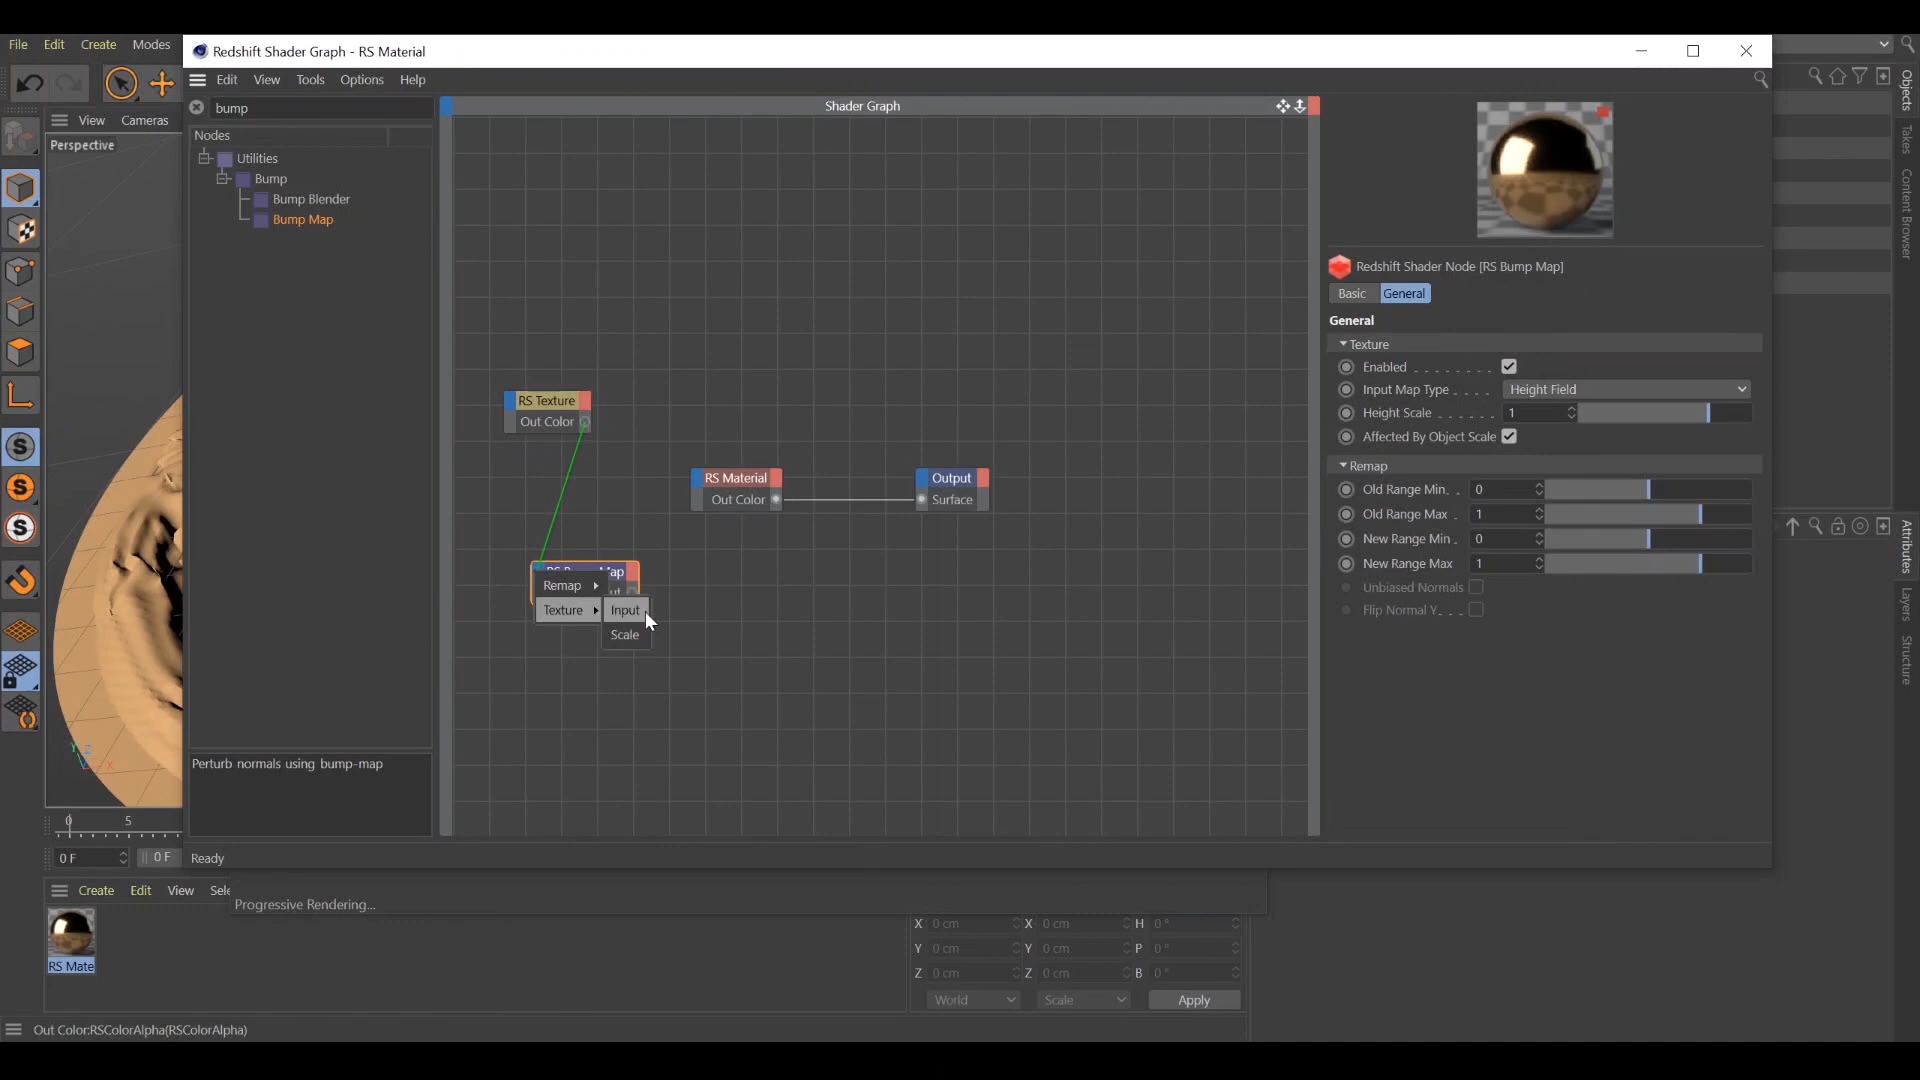 File Edit Create Modes
Redshift Shader Graph - RS Material
Edit View Tools Options Help
bump
Nodes
Utilities
Bump
Bump Blender
Bump Map
Perturb normals using bump-map
Ready
View Cameras
Perspective
Shader Graph
RS Texture
Out Color
RS Material
Out Color
Output
Surface
Map
Remap
Texture
Input
Scale
Redshift Shader Node [RS Bump Map]
Basic General
General
Texture
Enabled
Input Map Type Height Field
Height Scale 1
Affected By Object Scale
Remap
Old Range Min. 0
Old Range Max 1
New Range Min 0
New Range Max 1
Unbiased Normals
Flip Normal Y
Objects
Takes
Content Browser
Attributes
Layers
Structure
0 5
0 F 0 F
Create Edit View Sele
Progressive Rendering...
RS Mate
X 0 cm X 0 cm H 0 °
Y 0 cm Y 0 cm P 0 °
Z 0 cm Z 0 cm B 0 °
World Scale Apply
Out Color:RSColorAlpha(RSColorAlpha)